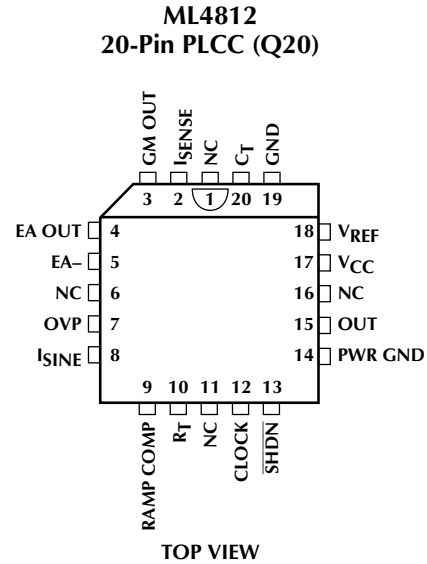 ML4812
20-Pin PLCC (Q20)
GM OUT
ISENSE
NC
CT
GND
3 2 1 20 19
EA OUT 4
EA– 5
NC 6
OVP 7
ISINE 8
18 VREF
17 VCC
16 NC
15 OUT
14 PWR GND
9 10 11 12 13
RAMP COMP
RT
NC
CLOCK
SHDN
TOP VIEW